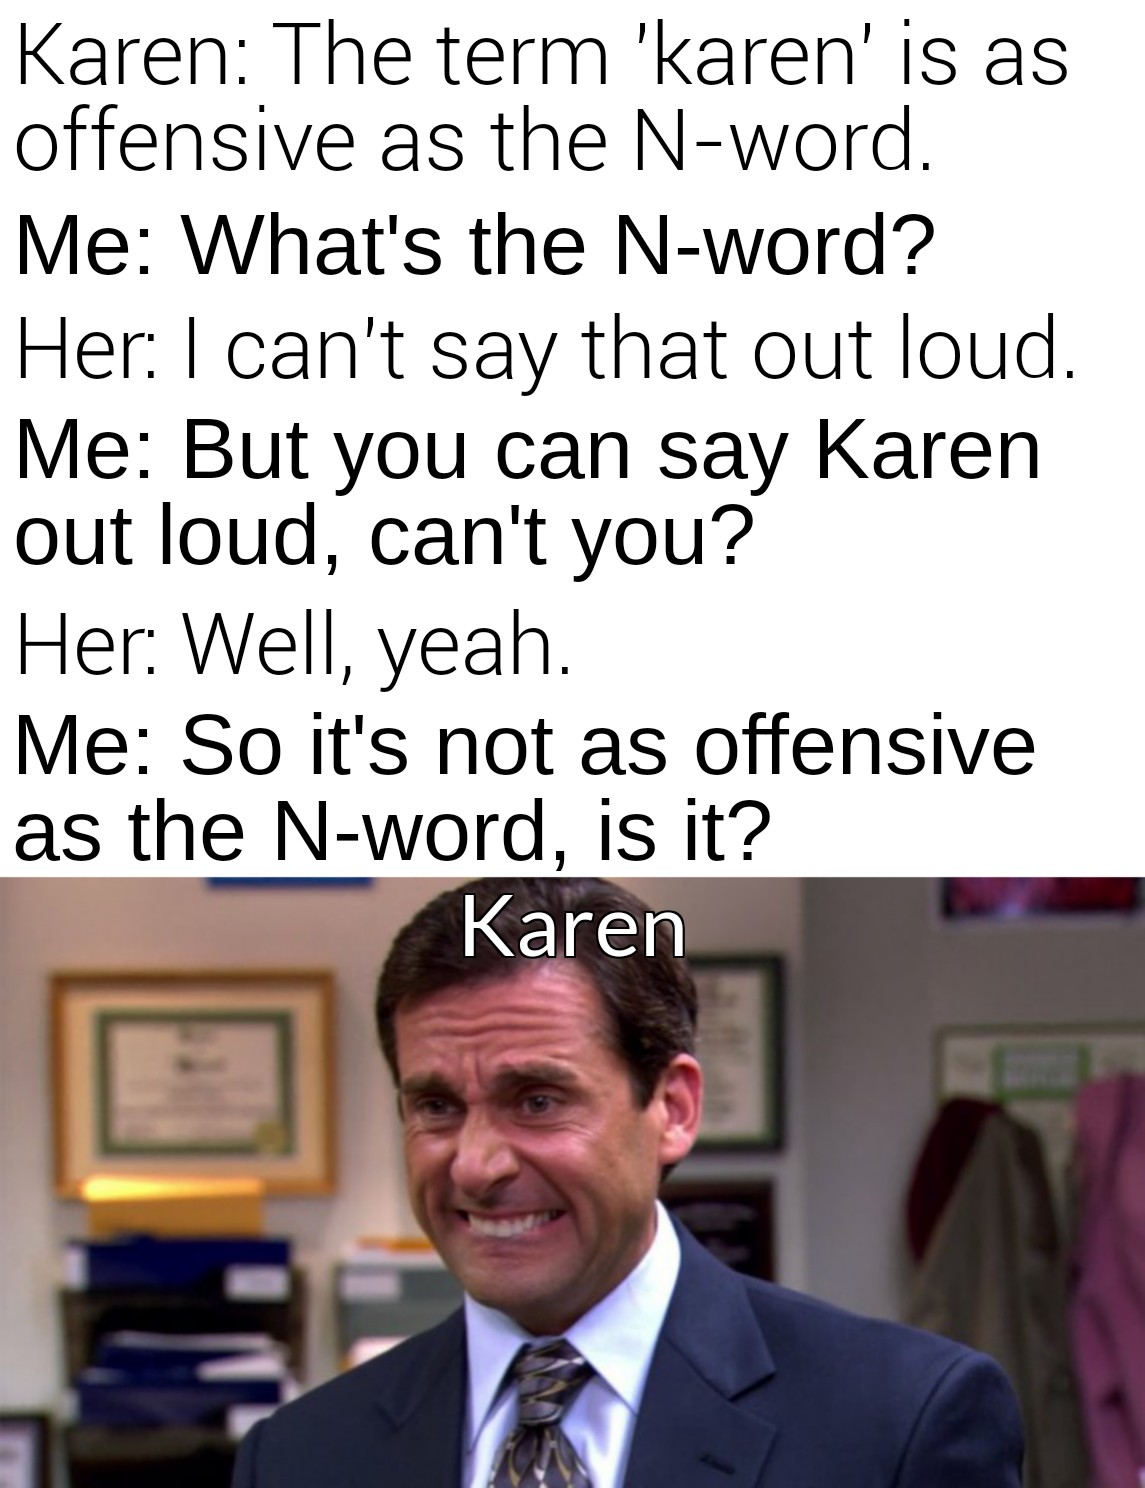 Karen: The term 'karen' is as
offensive as the N-word.
Me: What's the N-word?
Her: I can't say that out loud.
Me: But you can say Karen
out loud, can't you?
Her: Well, yeah.
Me: So it's not as offensive
as the N-word, is it?
Karen